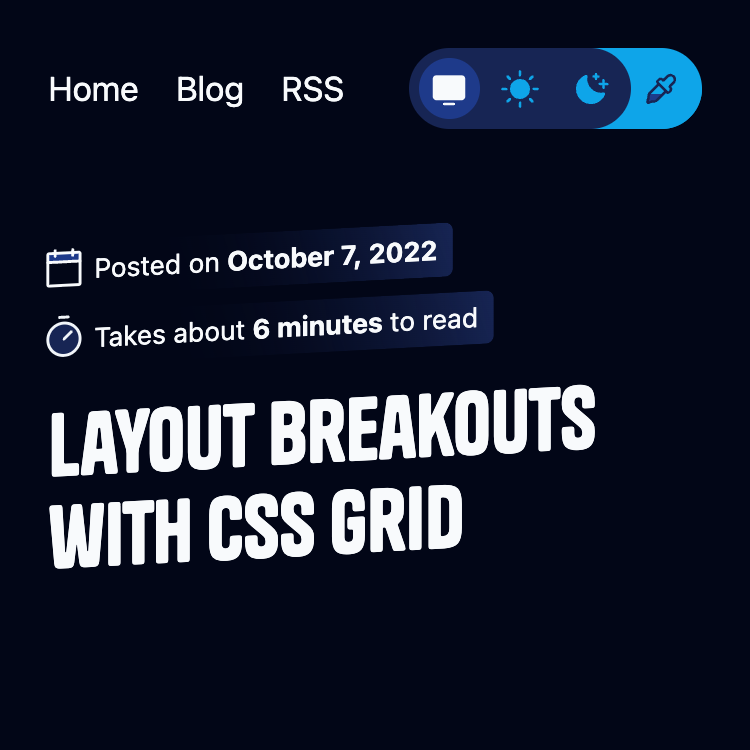 Home Blog RSS
Posted on October 7, 2022
Takes about 6 minutes to read
LAYOUT BREAKOUTS
WITH CSS GRID